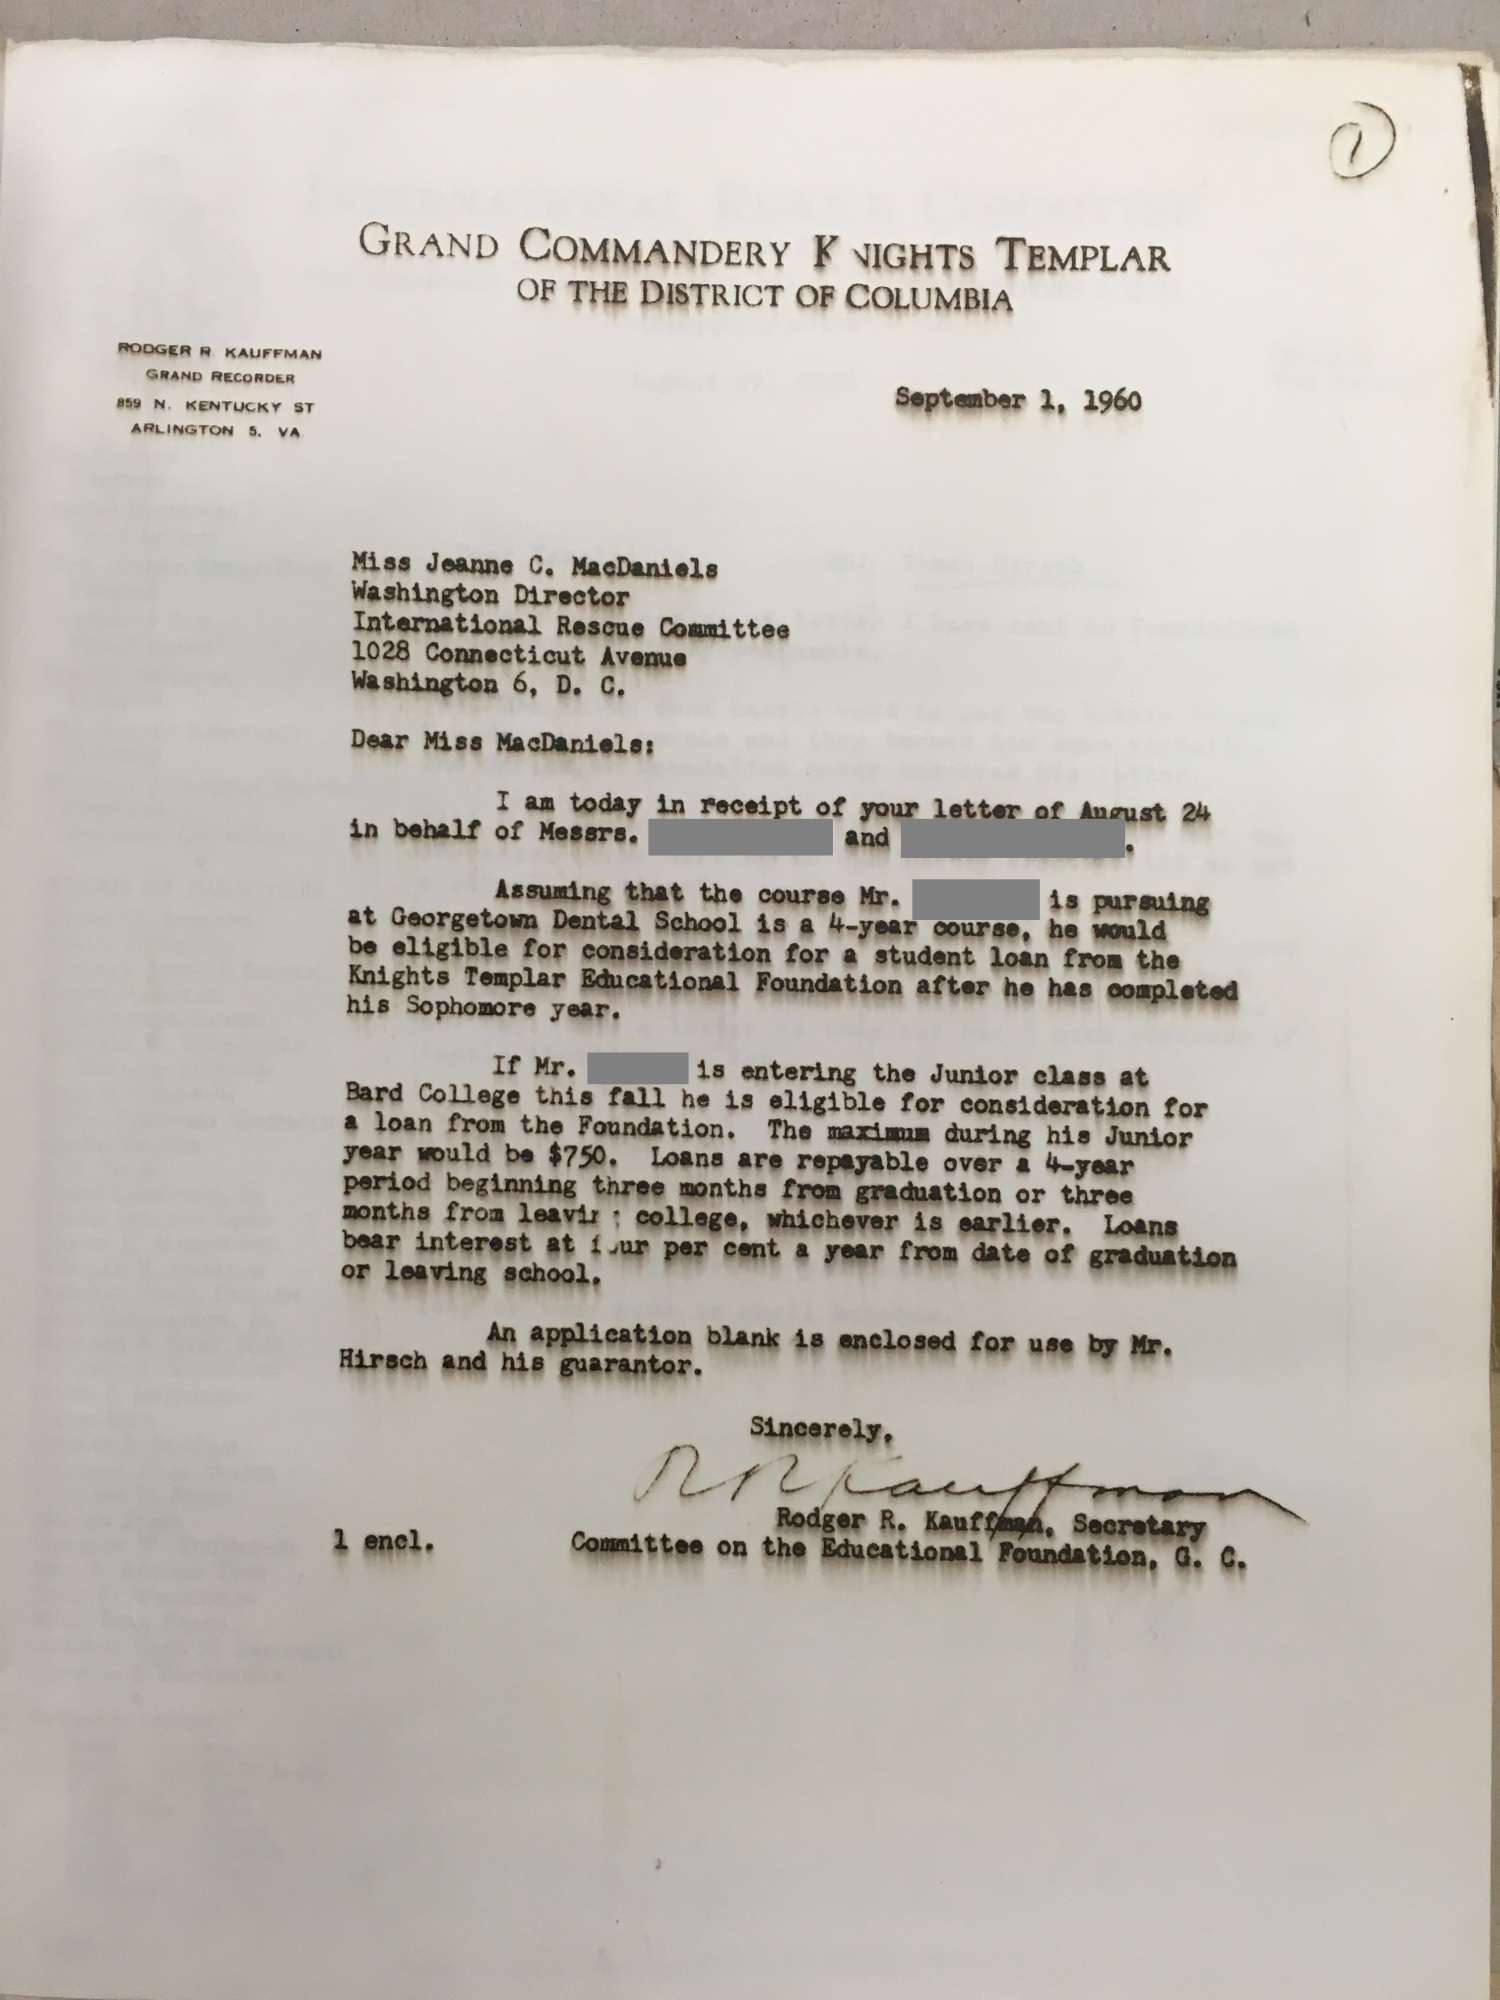 1
GRAND COMMANDERY KNIGHTS TEMPLAR
OF THE DISTRICT OF COLUMBIA
RODGER R. KAUFFMAN
GRAND RECORDER
859 N. KENTUCKY ST
ARLINGTON 5, VA
September 1, 1960
Miss Jeanne C. MacDaniels
Washington Director
International Rescue Committee
1028 Connecticut Avenue
Washington 6, D. C.
Dear Miss MacDaniels:
I am today in receipt of your letter of August 24
in behalf of Messrs. and .
Assuming that the course Mr. is pursuing
at Georgetown Dental School is a 4-year course, he would
be eligible for consideration for a student loan from the
Knights Templar Educational Foundation after he has completed
his Sophomore year.
If Mr. is entering the Junior class at
Bard College this fall he is eligible for consideration for
a loan from the Foundation. The maximum during his Junior
year would be $750. Loans are repayable over a 4-year
period beginning three months from graduation or three
months from leaving college, whichever is earlier. Loans
bear interest at four per cent a year from date of graduation
or leaving school.
An application blank is enclosed for use by Mr.
Hirsch and his guarantor.
Sincerely,
R R Kauffman
Rodger R. Kauffman, Secretary
1 encl. Committee on the Educational Foundation, G. C.